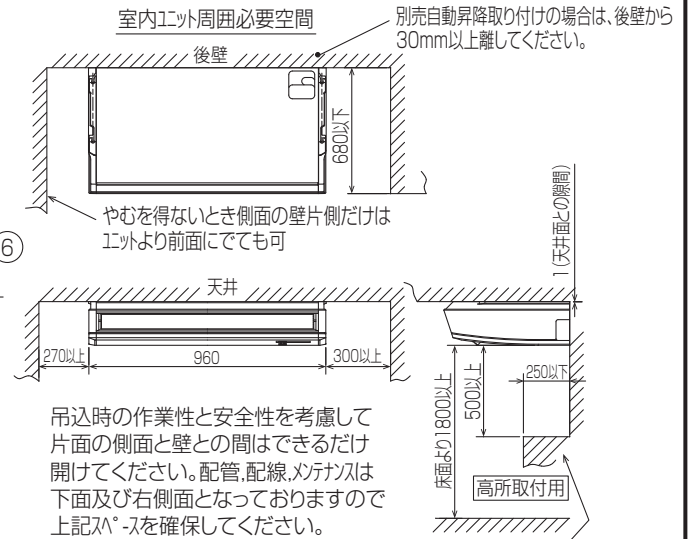 室内ユニット周囲必要空間
別売自動昇降取り付けの場合は、後壁から
30mm以上離してください。
後壁
680以下
やむを得ないとき側面の壁片側だけは
ユニットより前面にでても可
6
1(天井面との隙間)
天井
270以上
960
300以上
250以下
500以上
床面より1800以上
高所取付用
吊込時の作業性と安全性を考慮して
片面の側面と壁との間はできるだけ
開けてください。配管,配線,メンテナンスは
下面及び右側面となっておりますので
上記スペースを確保してください。